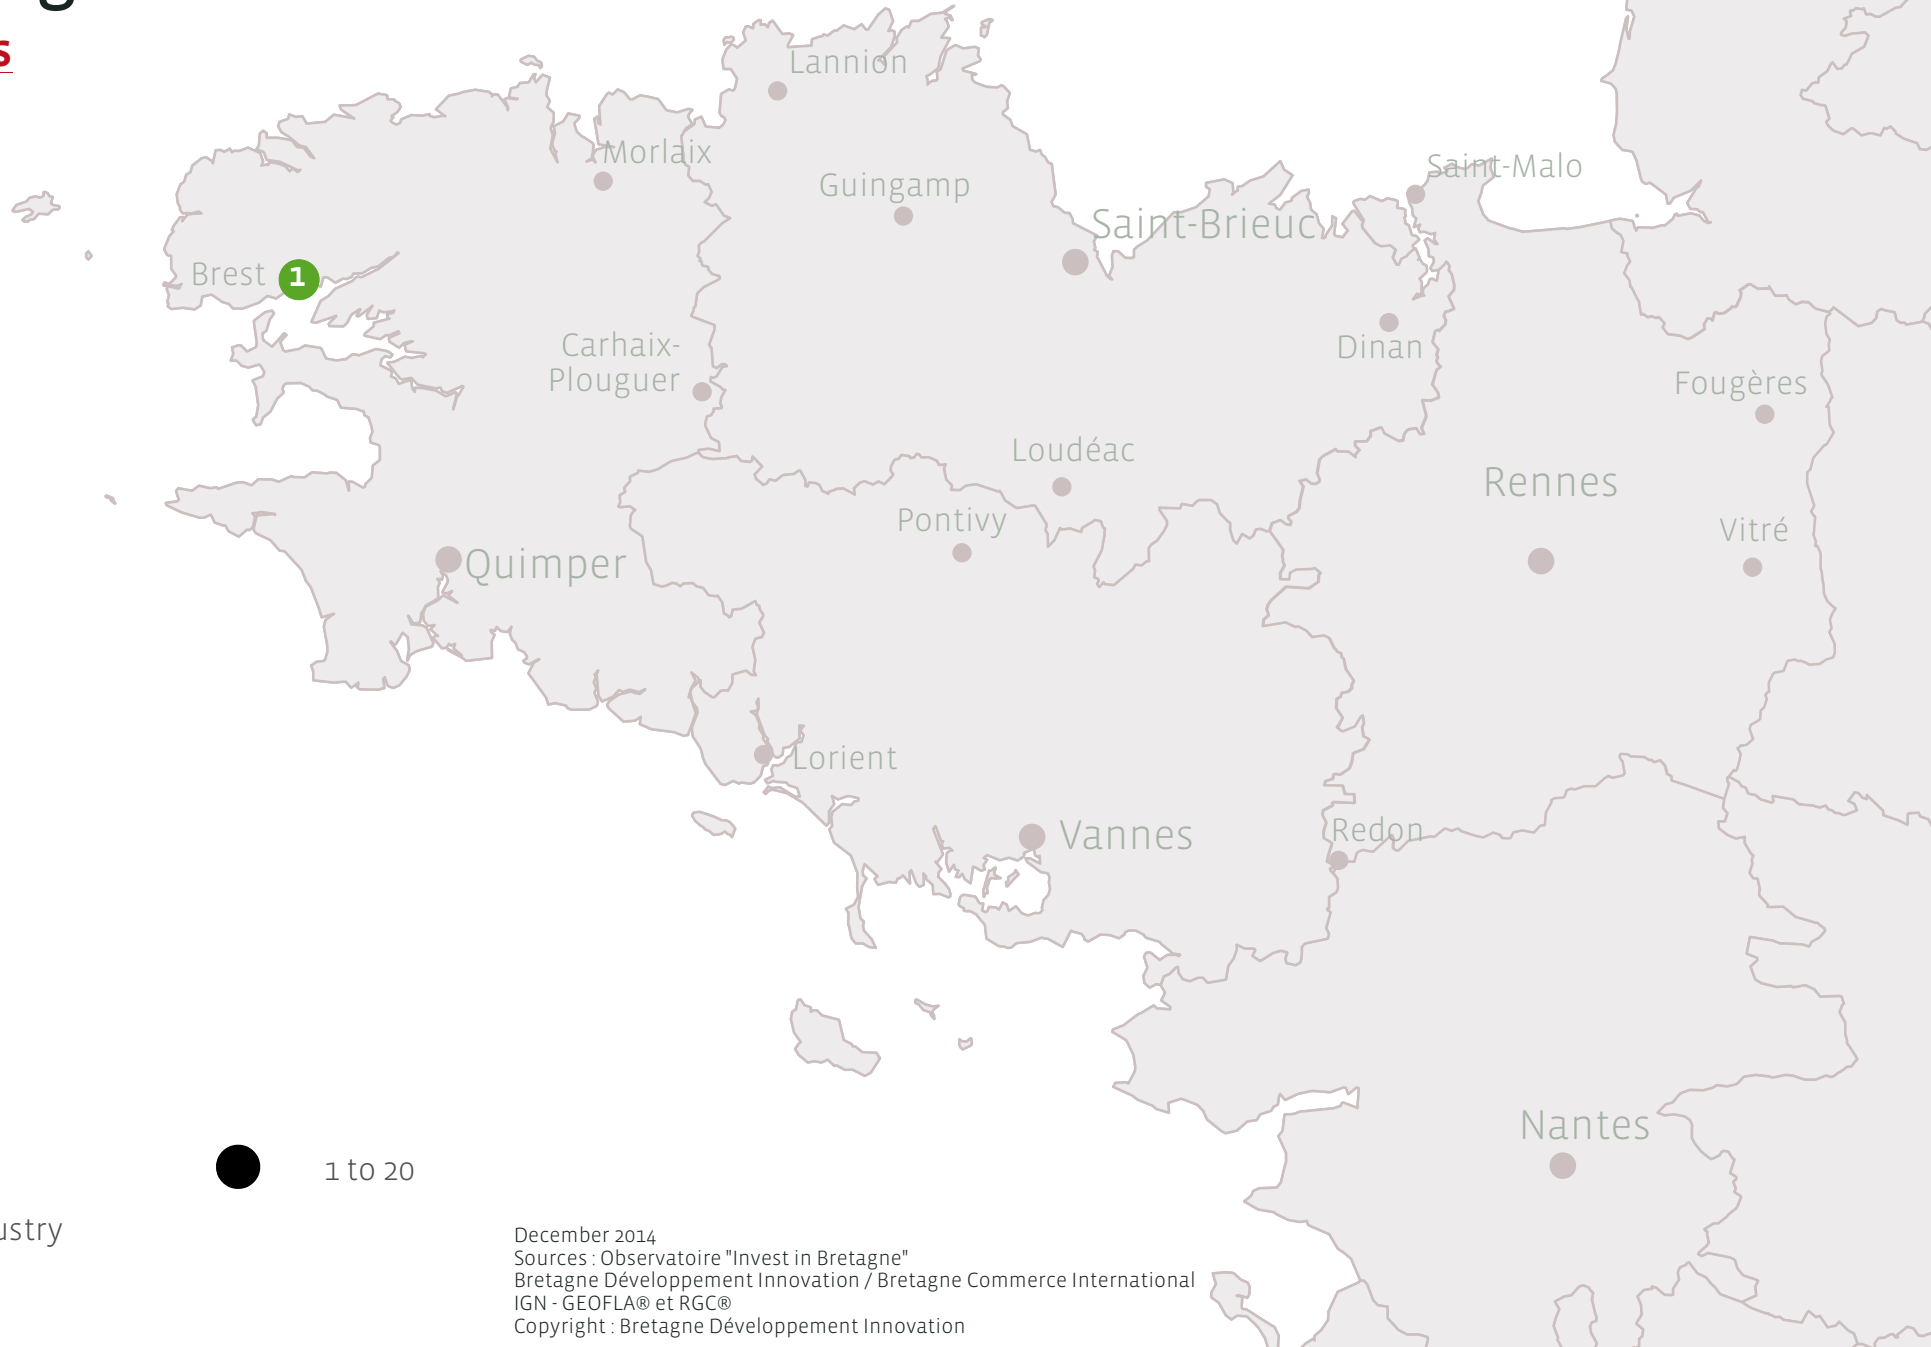 g
s
Lannion
Morlaix
Guingamp
Saint-Malo
Saint-Brieuc
Brest 1
Carhaix-
Plouguer
Dinan
Fougères
Loudéac
Rennes
Pontivy
Vitré
Quimper
Lorient
Vannes
Redon
Nantes
1 to 20
ustry
December 2014
Sources : Observatoire "Invest in Bretagne"
Bretagne Développement Innovation / Bretagne Commerce International
IGN - GEOFLA® et RGC®
Copyright : Bretagne Développement Innovation